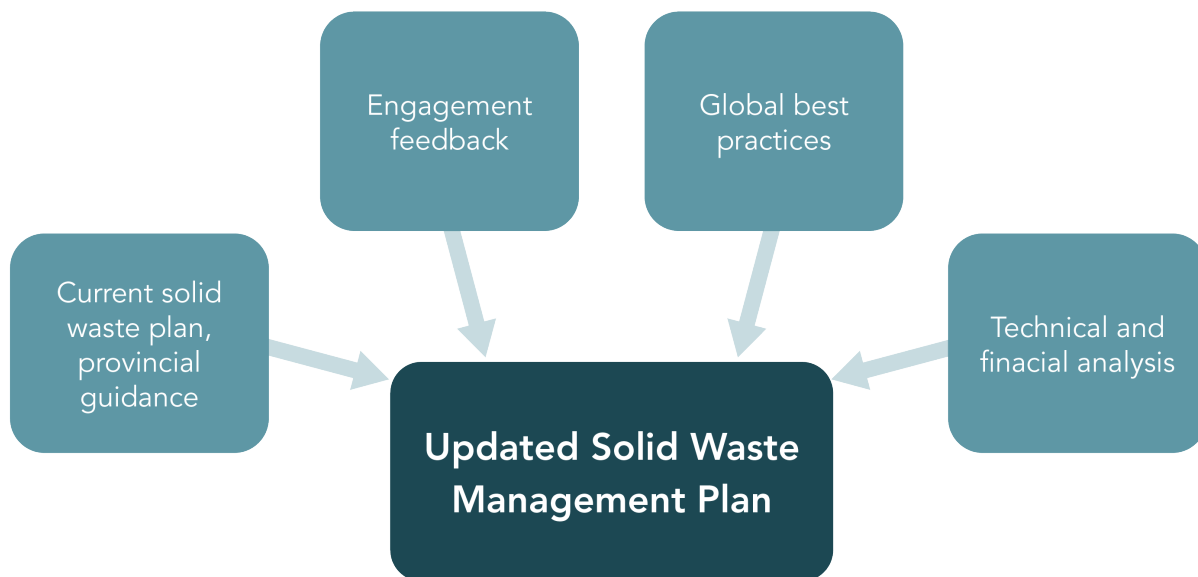 Engagement
feedback
Global best
practices
Current solid
waste plan,
provincial
guidance
Technical and
finacial analysis
Updated Solid Waste
Management Plan